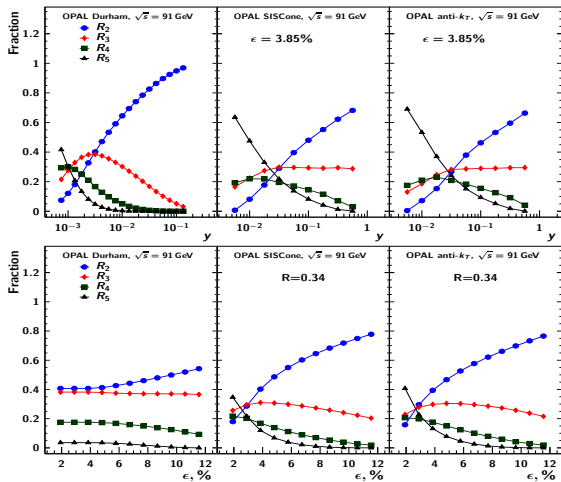 OPAL Durham, √s = 91 GeV
OPAL SISCone, √s = 91 GeV
OPAL anti-kT, √s = 91 GeV
Fraction
R2
R3
R4
R5
ϵ = 3.85%
ϵ = 3.85%
1.2
1
0.8
0.6
0.4
0.2
0
10−3 10−2 10−1
y
10−2 10−1 1
y
10−2 10−1 1
y
OPAL Durham, √s = 91 GeV
OPAL SISCone, √s = 91 GeV
OPAL anti-kT, √s = 91 GeV
Fraction
R2
R3
R4
R5
R=0.34
R=0.34
1.2
1
0.8
0.6
0.4
0.2
0
2 4 6 8 10 12
ϵ, %
2 4 6 8 10 12
ϵ, %
2 4 6 8 10 12
ϵ, %